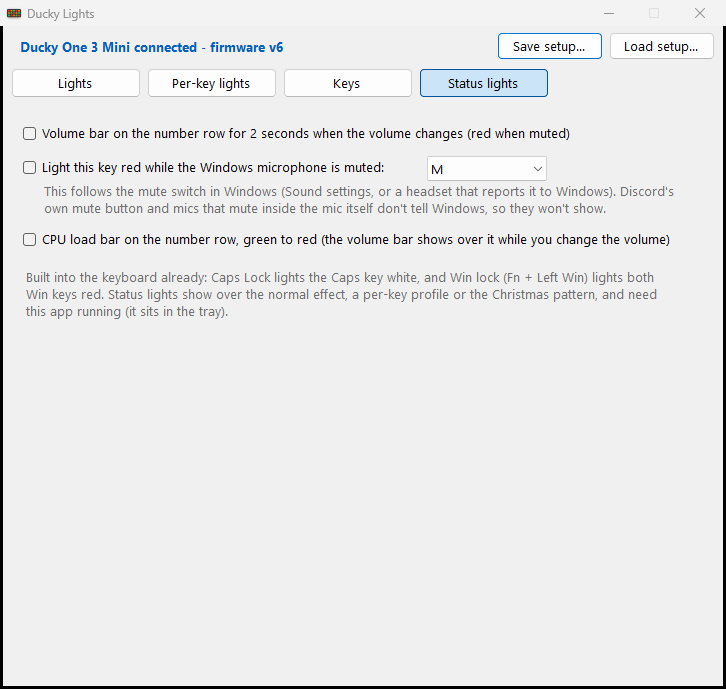 Ducky Lights
Ducky One 3 Mini connected - firmware v6
Save setup...
Load setup...
Lights
Per-key lights
Keys
Status lights
Volume bar on the number row for 2 seconds when the volume changes (red when muted)
Light this key red while the Windows microphone is muted:
M
This follows the mute switch in Windows (Sound settings, or a headset that reports it to Windows). Discord's
own mute button and mics that mute inside the mic itself don't tell Windows, so they won't show.
CPU load bar on the number row, green to red (the volume bar shows over it while you change the volume)
Built into the keyboard already: Caps Lock lights the Caps key white, and Win lock (Fn + Left Win) lights both
Win keys red. Status lights show over the normal effect, a per-key profile or the Christmas pattern, and need
this app running (it sits in the tray).